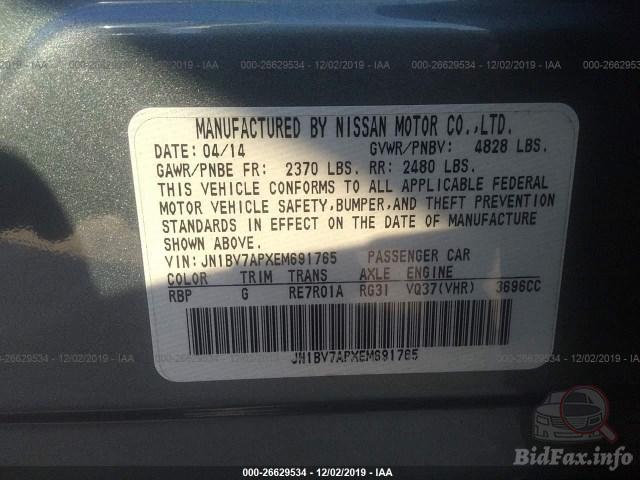 000-26629534 : 12/02/2019 - IAA
000-26629534 : 12/02/2019 - IAA
000-26629534 : 12/02/2019 - IAA
MANUFACTURED BY NISSAN MOTOR CO.,LTD.
DATE: 04/14 GVWR/PNBV: 4828 LBS.
GAWR/PNBE FR: 2370 LBS. RR: 2480 LBS.
THIS VEHICLE CONFORMS TO ALL APPLICABLE FEDERAL
MOTOR VEHICLE SAFETY,BUMPER,AND THEFT PREVENTION
STANDARDS IN EFFECT ON THE DATE OF MANUFACTURE
SHOWN ABOVE.
VIN:JN1BV7APXEM691765 PASSENGER CAR
COLOR TRIM TRANS AXLE ENGINE
RBP G RE7R01A RG31 VQ37(VHR) 3696CC
JN1BV7APXEM691765
000-26629534 - 12/02/2019 - IAA
BidFax.info